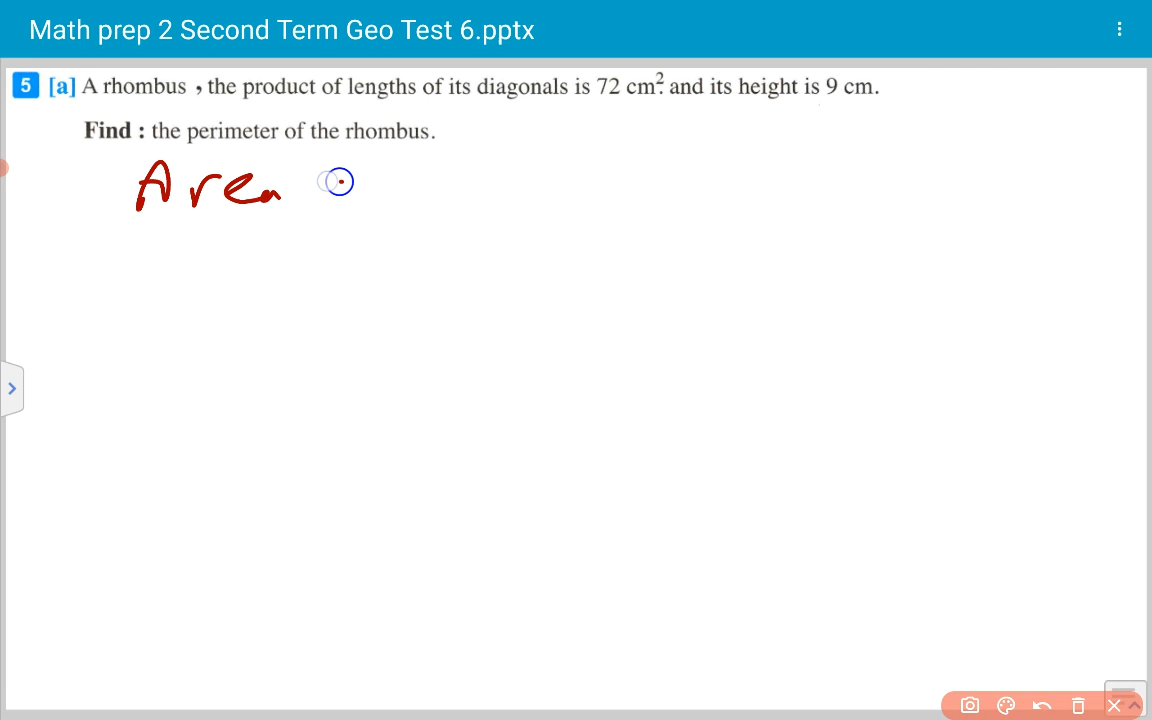 Math prep 2 Second Term Geo Test 6.pptx
5 [a] A rhombus , the product of lengths of its diagonals is 72 cm². and its height is 9 cm.
Find : the perimeter of the rhombus.
Area